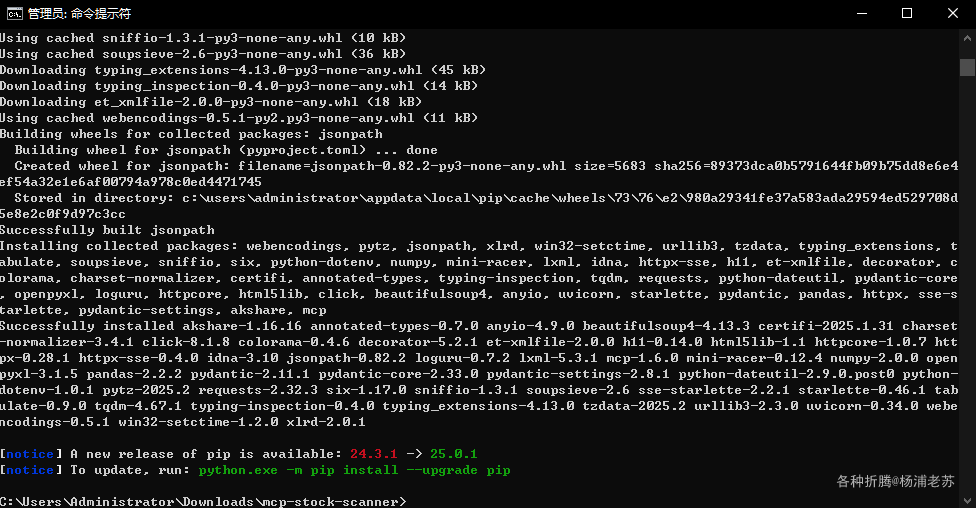 管理员: 命令提示符
Using cached sniffio-1.3.1-py3-none-any.whl (10 kB)
Using cached soupsieve-2.6-py3-none-any.whl (36 kB)
Downloading typing_extensions-4.13.0-py3-none-any.whl (45 kB)
Downloading typing_inspection-0.4.0-py3-none-any.whl (14 kB)
Downloading et_xmlfile-2.0.0-py3-none-any.whl (18 kB)
Using cached webencodings-0.5.1-py2.py3-none-any.whl (11 kB)
Building wheels for collected packages: jsonpath
  Building wheel for jsonpath (pyproject.toml) ... done
  Created wheel for jsonpath: filename=jsonpath-0.82.2-py3-none-any.whl size=5683 sha256=89373dca0b5791644fb09b75dd8e6e4
ef54a32e1e6af00794a978c0ed4471745
  Stored in directory: c:\users\administrator\appdata\local\pip\cache\wheels\73\76\e2\980a29341fe37a583ada29594ed529708d
5e8e2c0f9d97c3cc
Successfully built jsonpath
Installing collected packages: webencodings, pytz, jsonpath, xlrd, win32-setctime, urllib3, tzdata, typing_extensions, t
abulate, soupsieve, sniffio, six, python-dotenv, numpy, mini-racer, lxml, idna, httpx-sse, h11, et-xmlfile, decorator, c
olorama, charset-normalizer, certifi, annotated-types, typing-inspection, tqdm, requests, python-dateutil, pydantic-core
, openpyxl, loguru, httpcore, html5lib, click, beautifulsoup4, anyio, uvicorn, starlette, pydantic, pandas, httpx, sse-s
tarlette, pydantic-settings, akshare, mcp
Successfully installed akshare-1.16.16 annotated-types-0.7.0 anyio-4.9.0 beautifulsoup4-4.13.3 certifi-2025.1.31 charset
-normalizer-3.4.1 click-8.1.8 colorama-0.4.6 decorator-5.2.1 et-xmlfile-2.0.0 h11-0.14.0 html5lib-1.1 httpcore-1.0.7 htt
px-0.28.1 httpx-sse-0.4.0 idna-3.10 jsonpath-0.82.2 loguru-0.7.2 lxml-5.3.1 mcp-1.6.0 mini-racer-0.12.4 numpy-2.0.0 open
pyxl-3.1.5 pandas-2.2.2 pydantic-2.11.1 pydantic-core-2.33.0 pydantic-settings-2.8.1 python-dateutil-2.9.0.post0 python-
dotenv-1.0.1 pytz-2025.2 requests-2.32.3 six-1.17.0 sniffio-1.3.1 soupsieve-2.6 sse-starlette-2.2.1 starlette-0.46.1 tab
ulate-0.9.0 tqdm-4.67.1 typing-inspection-0.4.0 typing_extensions-4.13.0 tzdata-2025.2 urllib3-2.3.0 uvicorn-0.34.0 webe
ncodings-0.5.1 win32-setctime-1.2.0 xlrd-2.0.1
[notice] A new release of pip is available: 24.3.1 -> 25.0.1
[notice] To update, run: python.exe -m pip install --upgrade pip
各种折腾@杨浦老苏
C:\Users\Administrator\Downloads\mcp-stock-scanner>